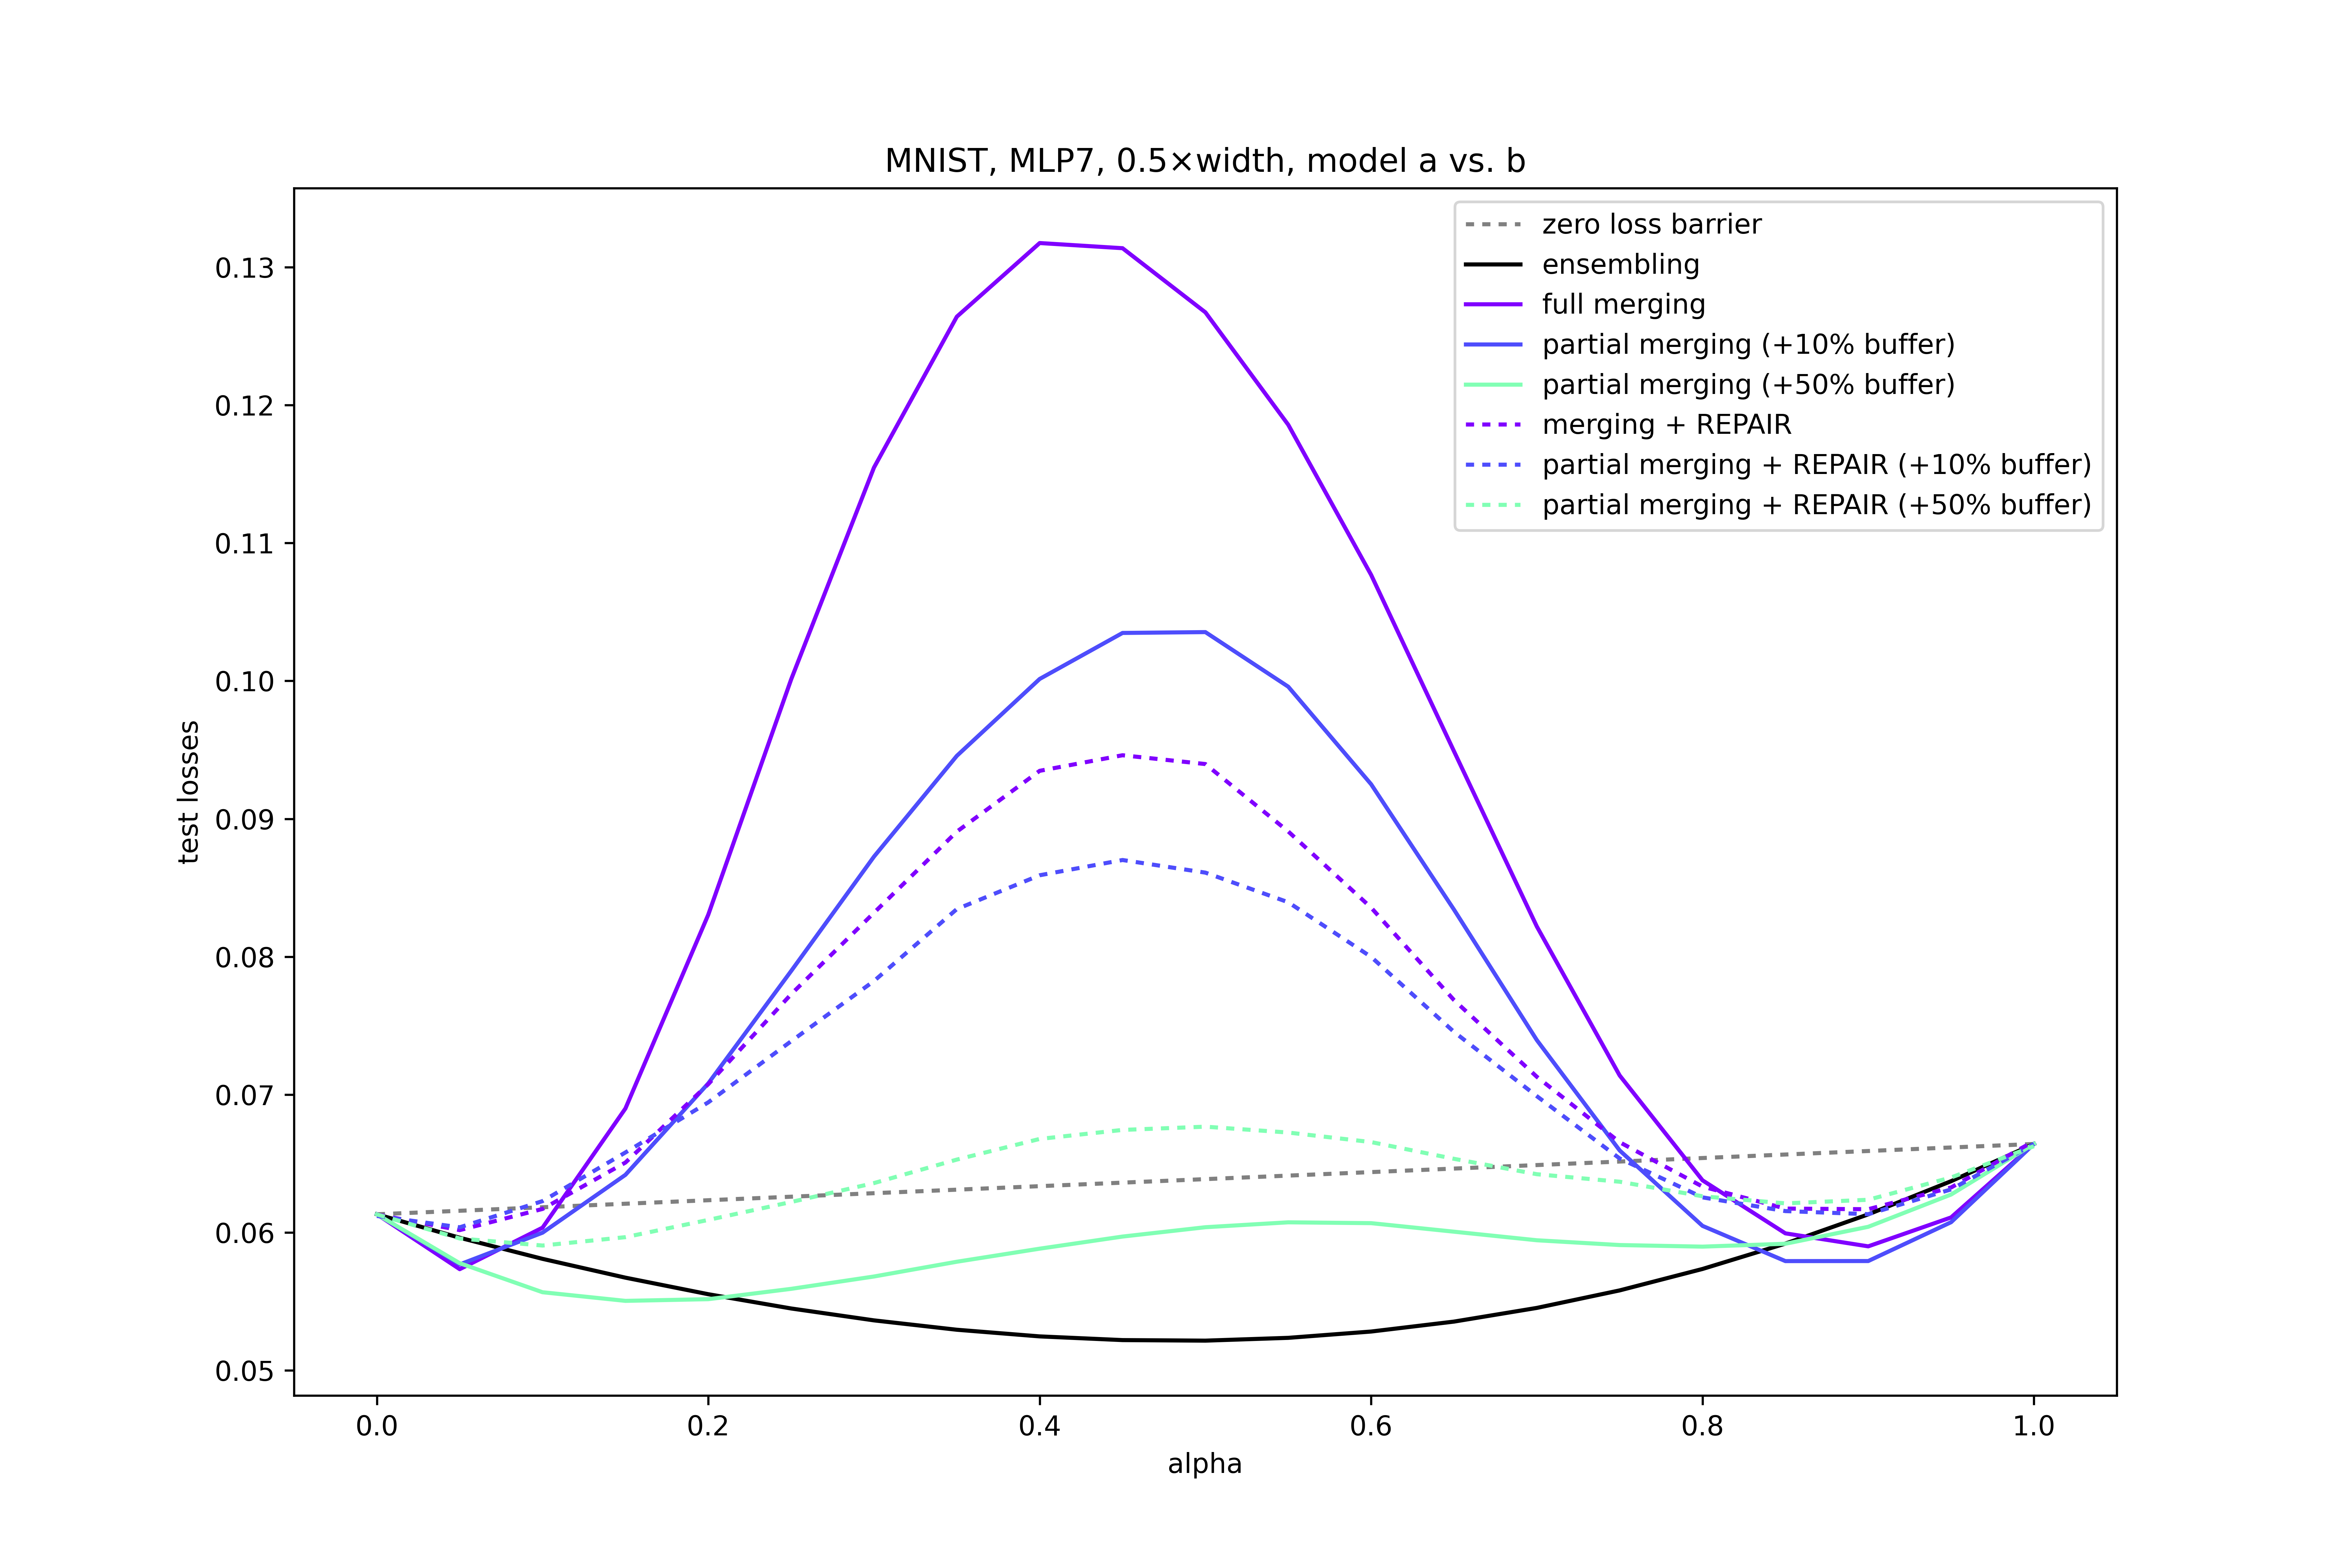 MNIST, MLP7, 0.5×width, model a vs. b
zero loss barrier
ensembling
full merging
partial merging (+10% buffer)
partial merging (+50% buffer)
merging + REPAIR
partial merging + REPAIR (+10% buffer)
partial merging + REPAIR (+50% buffer)
0.13
0.12
0.11
0.10
0.09
0.08
0.07
0.06
0.05
test losses
0.0 0.2 0.4 0.6 0.8 1.0
alpha